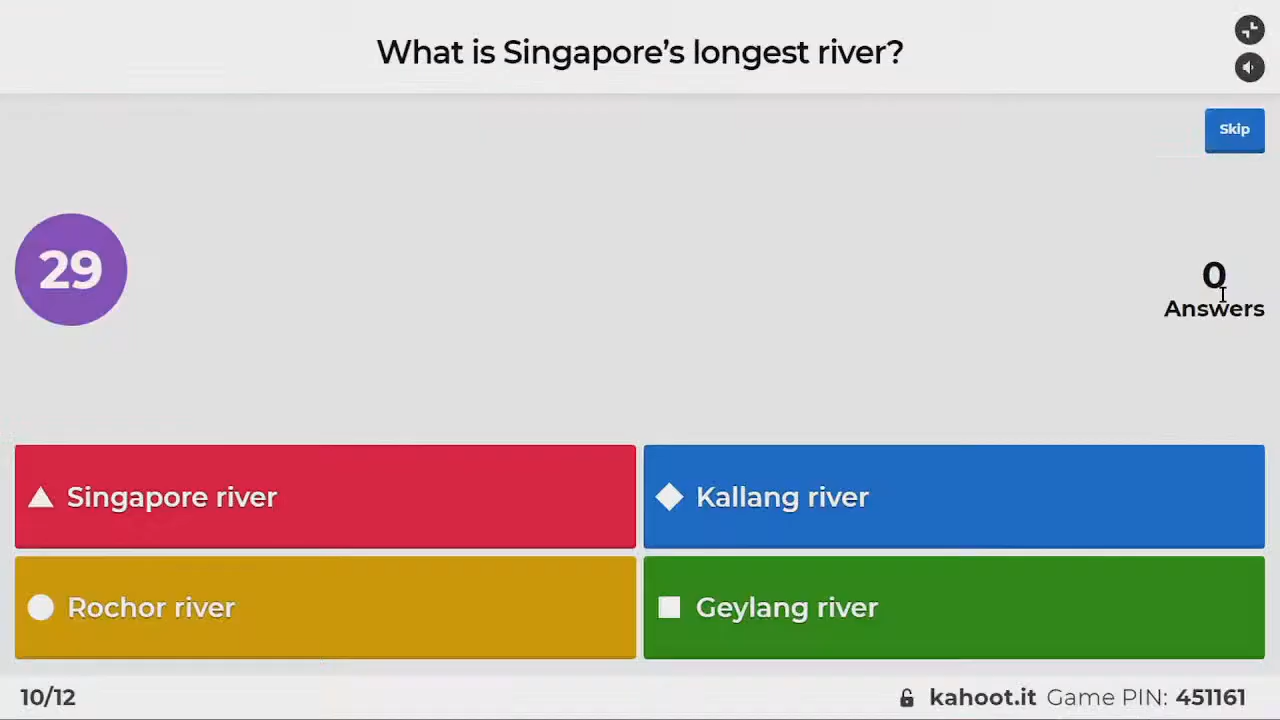 What is Singapore’s longest river?
Skip
29
0
Answers
Singapore river
Kallang river
Rochor river
Geylang river
10/12
kahoot.it Game PIN: 451161